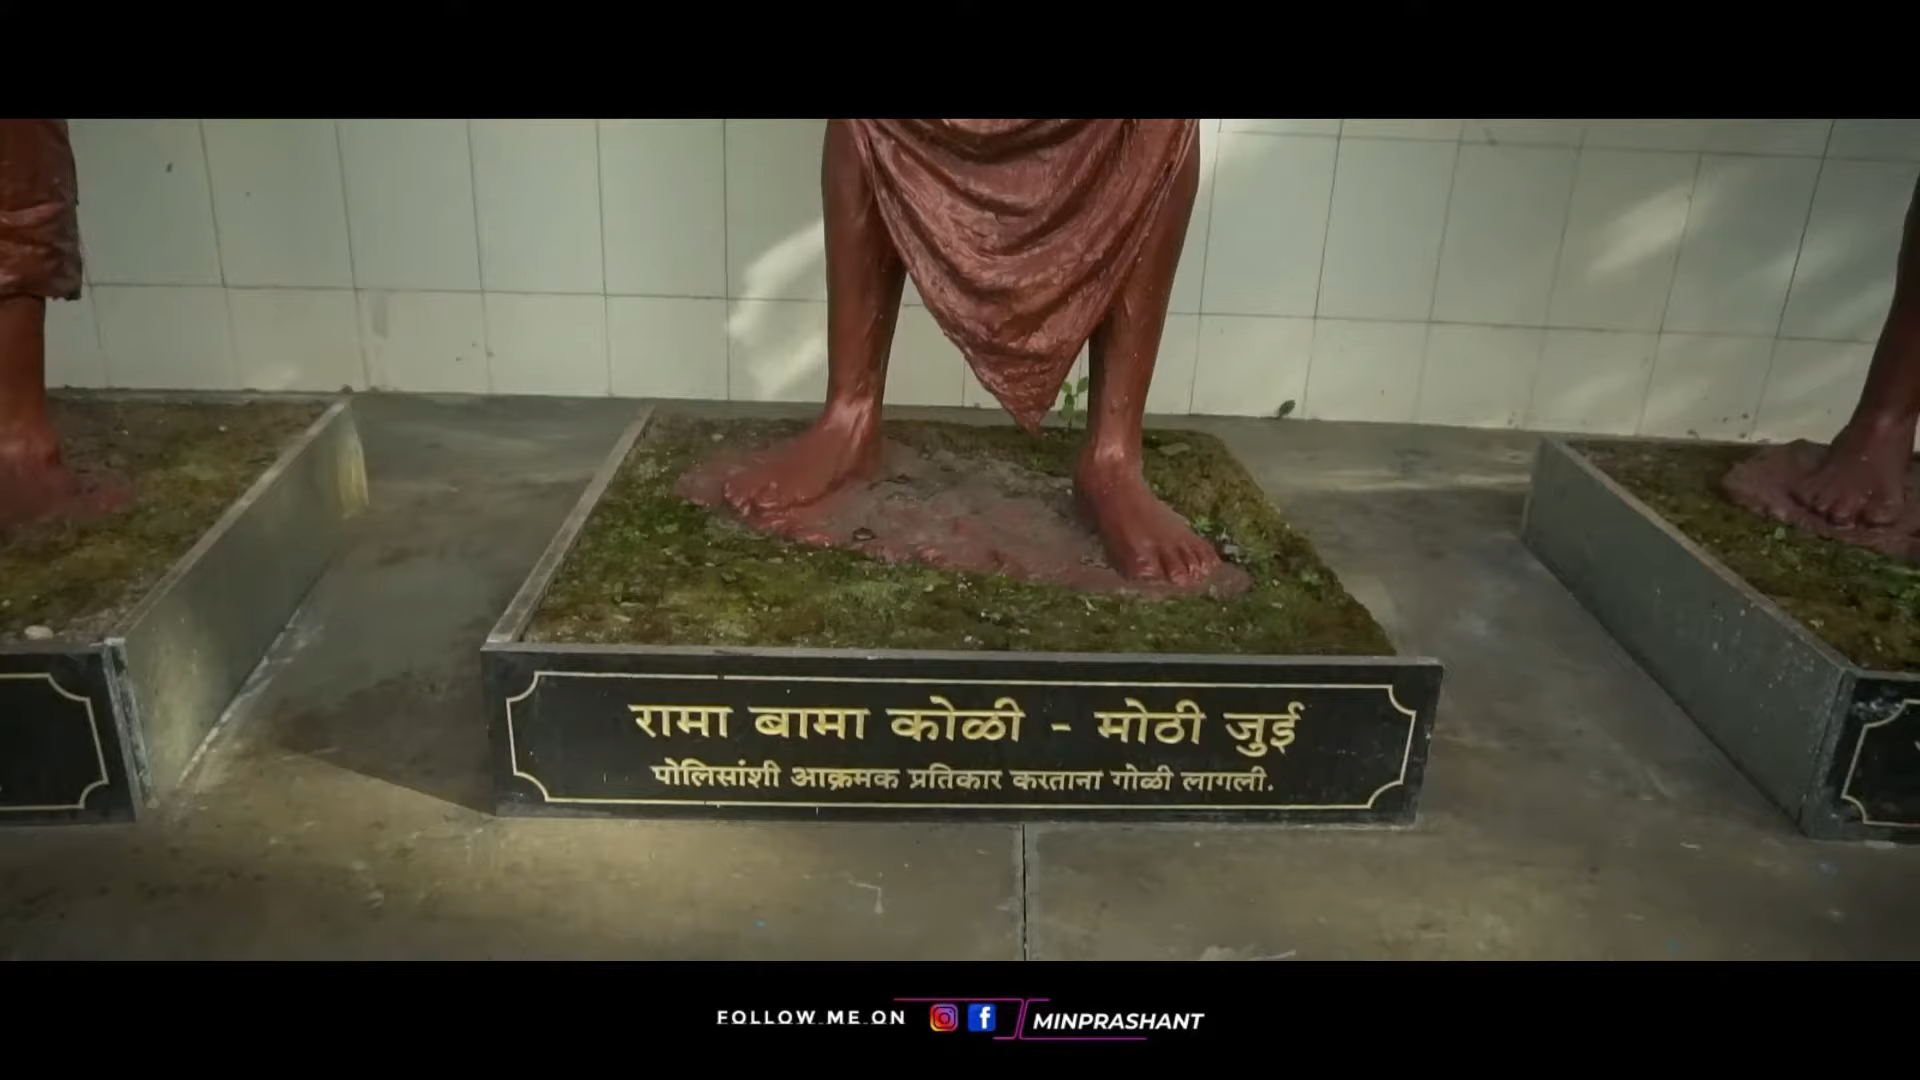 रामा बामा कोळी - मोठी जुई
पोलिसांशी आक्रमक प्रतिकार करताना गोळी लागली.
FOLLOW ME ON MINPRASHANT